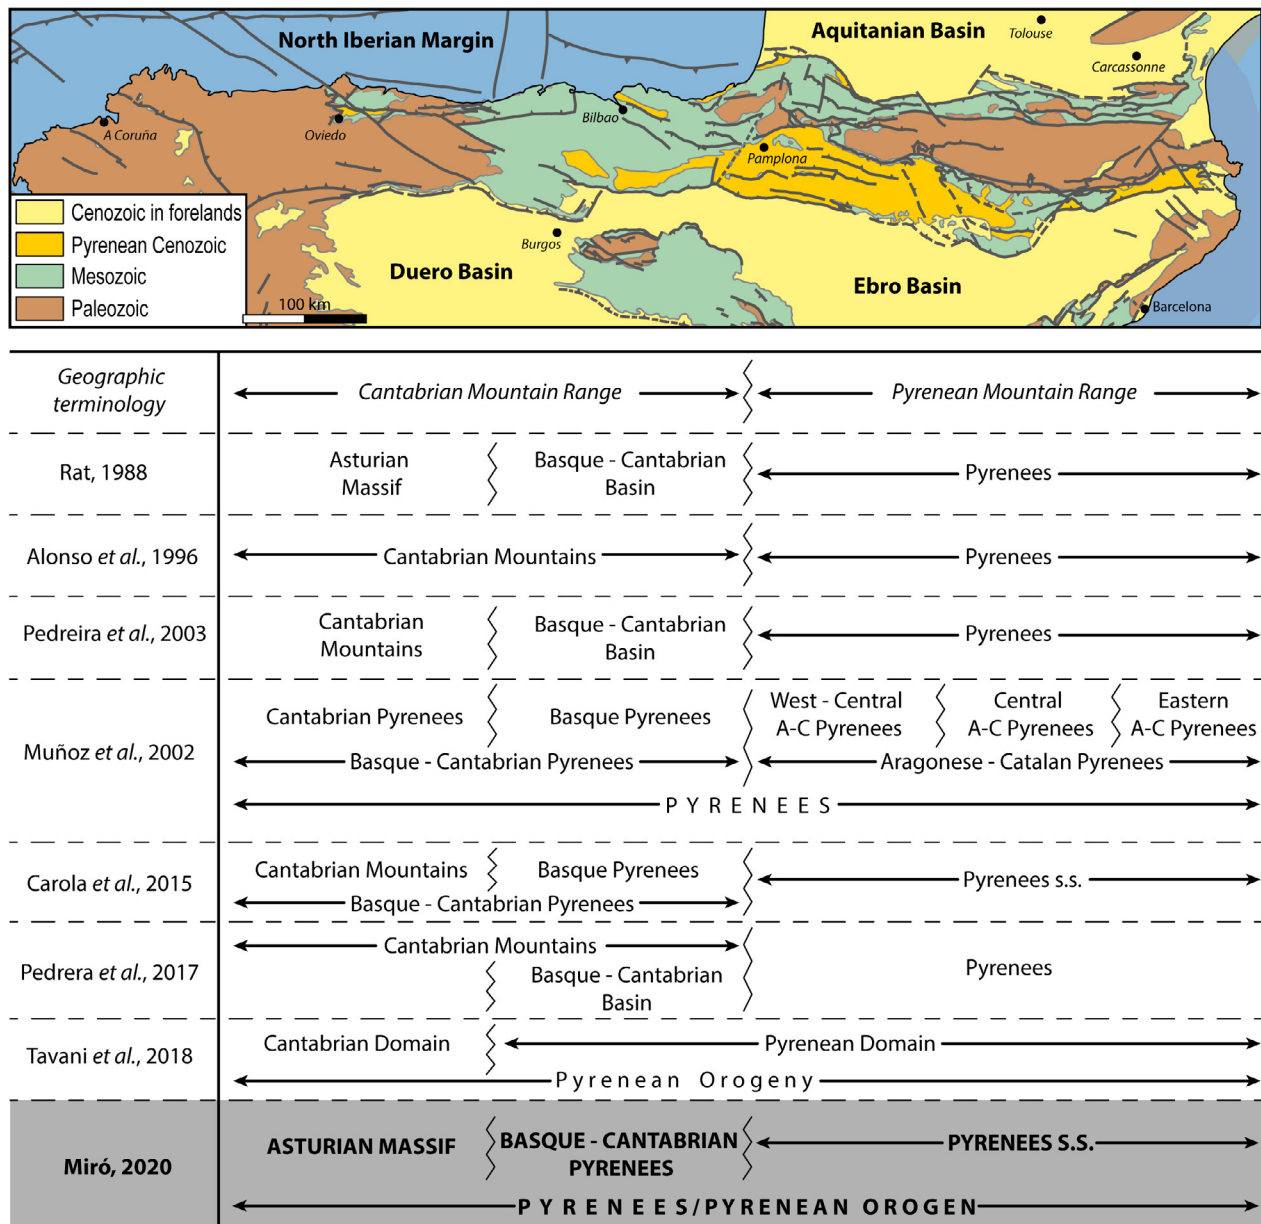 North Iberian Margin
Aquitanian Basin
Tolouse
Carcassonne
A Coruña
Oviedo
Bilbao
Pamplona
Cenozoic in forelands
Pyrenean Cenozoic
Mesozoic
Paleozoic
Burgos
Duero Basin
Ebro Basin
100 km
Barcelona
Geographic
terminology
Cantabrian Mountain Range
Pyrenean Mountain Range
Rat, 1988
Asturian
Massif
Basque - Cantabrian
Basin
Pyrenees
Alonso et al., 1996
Cantabrian Mountains
Pyrenees
Pedreira et al., 2003
Cantabrian
Mountains
Basque - Cantabrian
Basin
Pyrenees
Muñoz et al., 2002
Cantabrian Pyrenees
Basque Pyrenees
West - Central
A-C Pyrenees
Central
A-C Pyrenees
Eastern
A-C Pyrenees
Basque - Cantabrian Pyrenees
Aragonese - Catalan Pyrenees
PYRENEES
Carola et al., 2015
Cantabrian Mountains
Basque Pyrenees
Basque - Cantabrian Pyrenees
Pyrenees s.s.
Pedrera et al., 2017
Cantabrian Mountains
Basque - Cantabrian
Basin
Pyrenees
Tavani et al., 2018
Cantabrian Domain
Pyrenean Domain
Pyrenean Orogeny
Miró, 2020
ASTURIAN MASSIF
BASQUE - CANTABRIAN
PYRENEES
PYRENEES S.S.
PYRENEES/PYRENEAN OROGEN